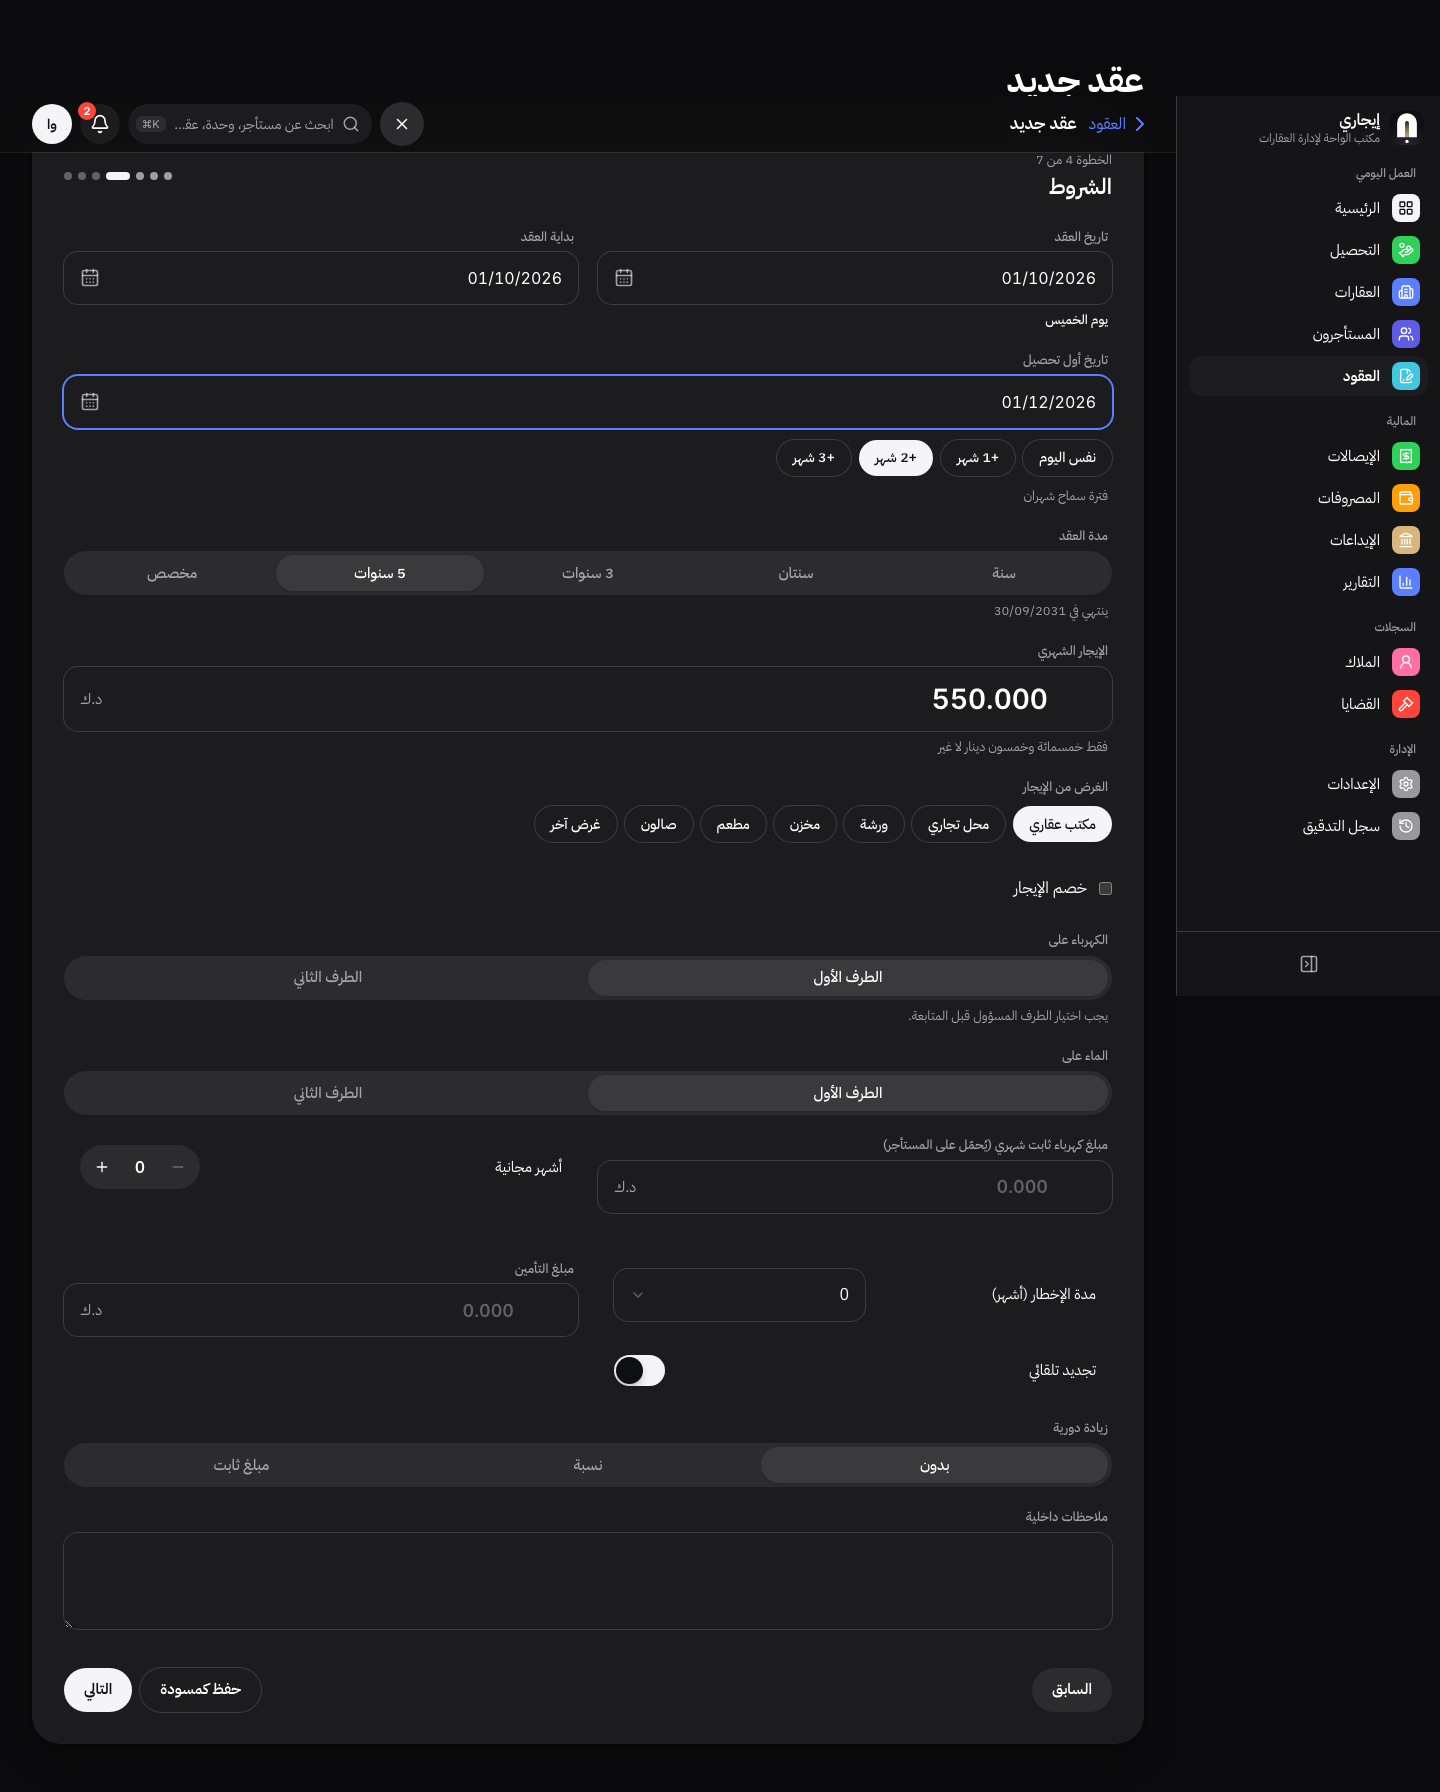 عقد جديد
إيجاري
مكتب الواحة لإدارة العقارات
العمل اليومي
الرئيسية
التحصيل
العقارات
المستأجرون
العقود
المالية
الإيصالات
المصروفات
الإيداعات
التقارير
السجلات
الملاك
القضايا
الإدارة
الإعدادات
سجل التدقيق
العقود عقد جديد
ابحث عن مستأجر، وحدة، عقـ... ⌘K
2
وا
الخطوة 4 من 7
الشروط
تاريخ العقد
01/10/2026
يوم الخميس
بداية العقد
01/10/2026
تاريخ أول تحصيل
01/12/2026
نفس اليوم +1 شهر +2 شهر +3 شهر
فترة سماح شهران
مدة العقد
سنة سنتان 3 سنوات 5 سنوات مخصص
ينتهي في 30/09/2031
الإيجار الشهري
550.000 د.ك
فقط خمسمائة وخمسون دينار لا غير
الغرض من الإيجار
مكتب عقاري محل تجاري ورشة مخزن مطعم صالون غرض آخر
خصم الإيجار
الكهرباء على
الطرف الأول الطرف الثاني
يجب اختيار الطرف المسؤول قبل المتابعة.
الماء على
الطرف الأول الطرف الثاني
مبلغ كهرباء ثابت شهري (يُحمّل على المستأجر)
0.000 د.ك
أشهر مجانية − 0 +
مدة الإخطار (أشهر) 0
مبلغ التأمين
0.000 د.ك
تجديد تلقائي
زيادة دورية
بدون نسبة مبلغ ثابت
ملاحظات داخلية
السابق حفظ كمسودة التالي